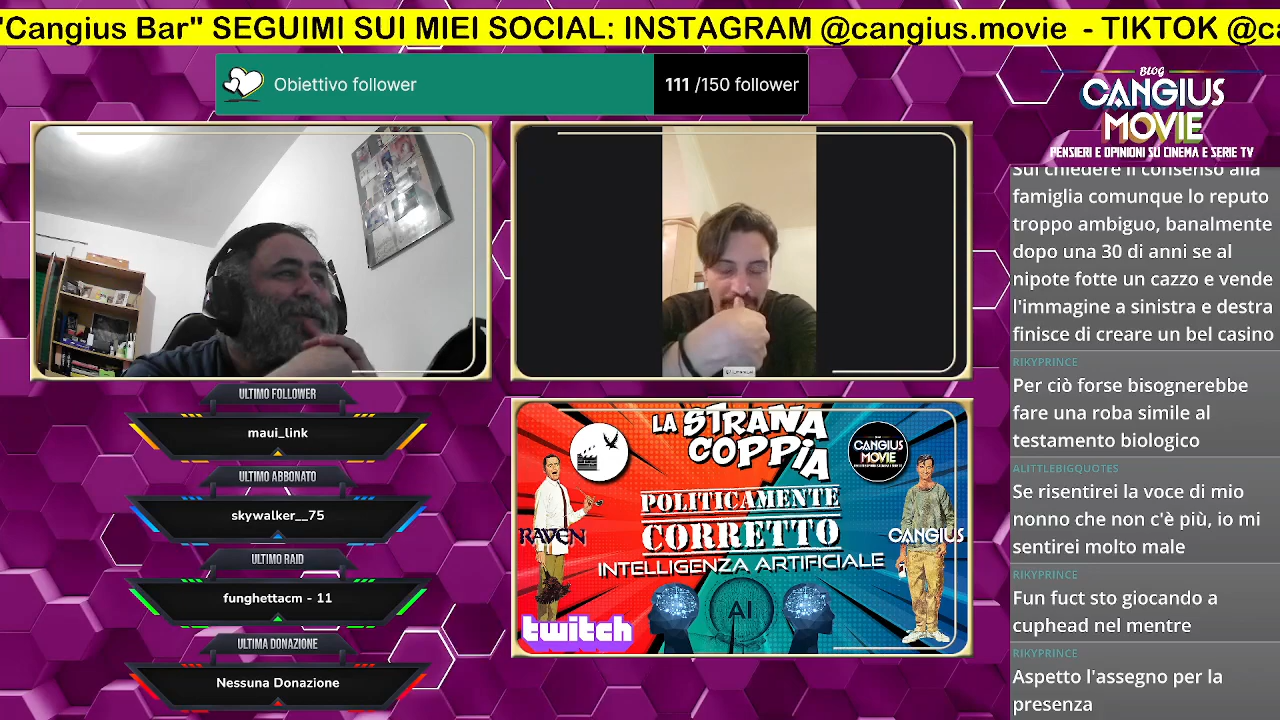 "Cangius Bar" SEGUIMI SUI MIEI SOCIAL: INSTAGRAM @cangius.movie - TIKTOK @ca
Obiettivo follower
111 /150 follower
BLOG
CANGIUS
MOVIE
PENSIERI E OPINIONI SU CINEMA E SERIE TV
Sul chiedere il consenso alla
famiglia comunque lo reputo
troppo ambiguo, banalmente
dopo una 30 di anni se al
nipote fotte un cazzo e vende
l'immagine a sinistra e destra
finisce di creare un bel casino
RIKYPRINCE
Per ciò forse bisognerebbe
fare una roba simile al
testamento biologico
ALITTLEBIGQUOTES
Se risentirei la voce di mio
nonno che non c'è più, io mi
sentirei molto male
RIKYPRINCE
Fun fuct sto giocando a
cuphead nel mentre
RIKYPRINCE
Aspetto l'assegno per la
presenza
ULTIMO FOLLOWER
maui_link
ULTIMO ABBONATO
skywalker__75
ULTIMO RAID
funghettacm - 11
ULTIMA DONAZIONE
Nessuna Donazione
LA STRANA
COPPIA
CANGIUS
MOVIE
POLITICAMENTE
CORRETTO
INTELLIGENZA ARTIFICIALE
RAVEN
CANGIUS
AI
twitch